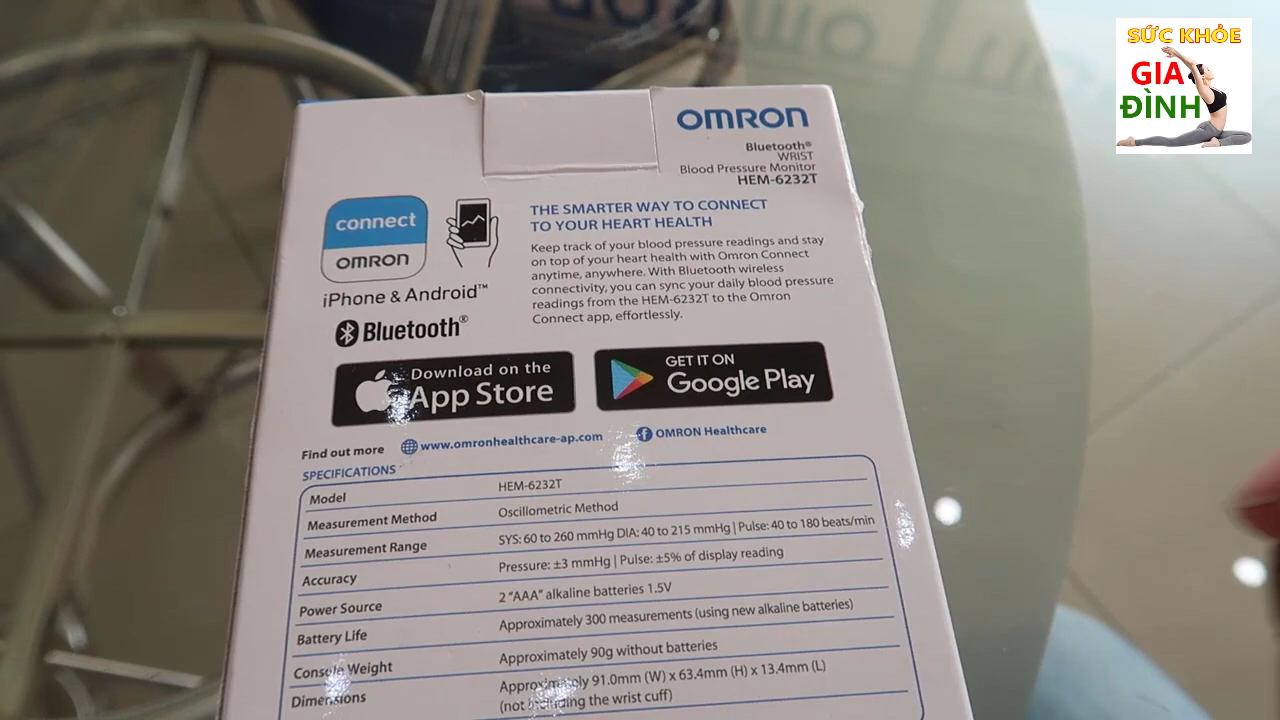 SỨC KHỎE
GIA
ĐÌNH
OMRON
Bluetooth®
WRIST
Blood Pressure Monitor
HEM-6232T
connect
OMRON
iPhone & Android™
Bluetooth®
THE SMARTER WAY TO CONNECT
TO YOUR HEART HEALTH
Keep track of your blood pressure readings and stay
on top of your heart health with Omron Connect
anytime, anywhere. With Bluetooth wireless
connectivity, you can sync your daily blood pressure
readings from the HEM-6232T to the Omron
Connect app, effortlessly.
Download on the
App Store
GET IT ON
Google Play
Find out more www.omronhealthcare-ap.com OMRON Healthcare
SPECIFICATIONS
Model HEM-6232T
Measurement Method Oscillometric Method
Measurement Range SYS: 60 to 260 mmHg DIA: 40 to 215 mmHg | Pulse: 40 to 180 beats/min
Accuracy Pressure: ±3 mmHg | Pulse: ±5% of display reading
Power Source 2 “AAA” alkaline batteries 1.5V
Battery Life Approximately 300 measurements (using new alkaline batteries)
Console Weight Approximately 90g without batteries
Dimensions Approximately 91.0mm (W) x 63.4mm (H) x 13.4mm (L)
(not including the wrist cuff)